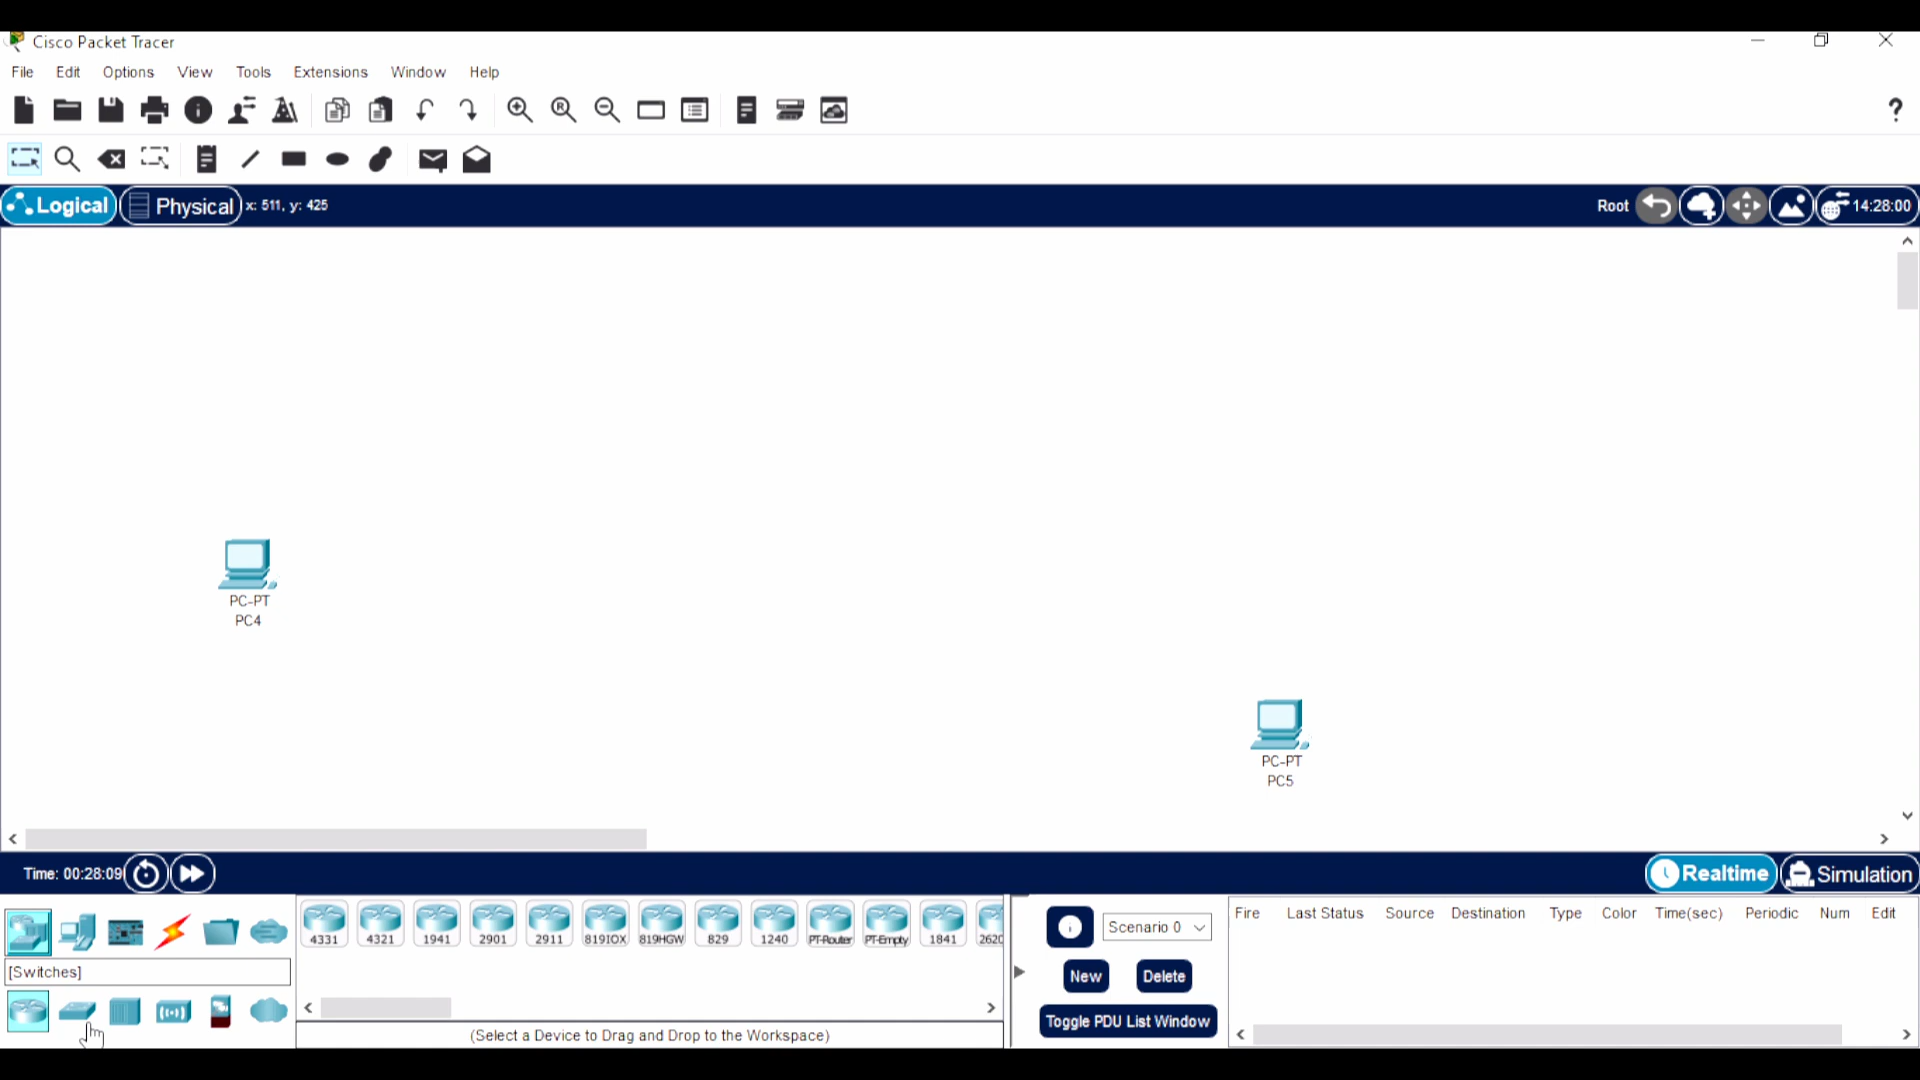 Cisco Packet Tracer
File Edit Options View Tools Extensions Window Help
Logical Physical x: 511, y: 425 Root 14:28:00
PC-PT
PC4
PC-PT
PC5
Time: 00:28:09 Realtime Simulation
4331 4321 1941 2901 2911 819IOX 819HGW 829 1240 PT-Router PT-Empty 1841 262
[Switches]
(Select a Device to Drag and Drop to the Workspace)
Scenario 0
New Delete
Toggle PDU List Window
Fire Last Status Source Destination Type Color Time(sec) Periodic Num Edit